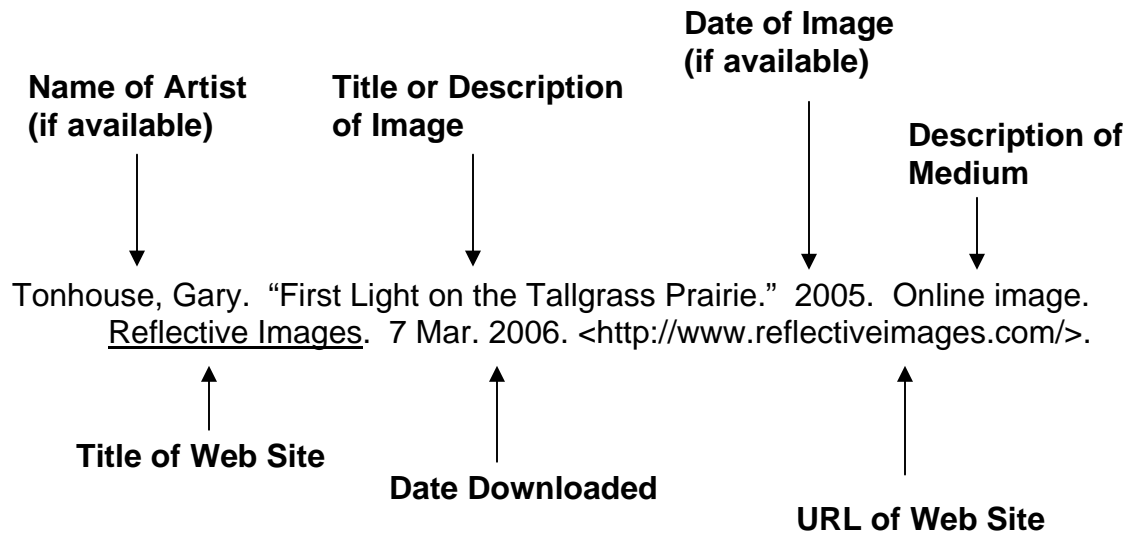 Date of Image
(if available)
Name of Artist
(if available)
Title or Description
of Image
Description of
Medium
Tonhouse, Gary.  “First Light on the Tallgrass Prairie.”  2005.  Online image.
Reflective Images.  7 Mar. 2006. <http://www.reflectiveimages.com/>.
Title of Web Site
Date Downloaded
URL of Web Site